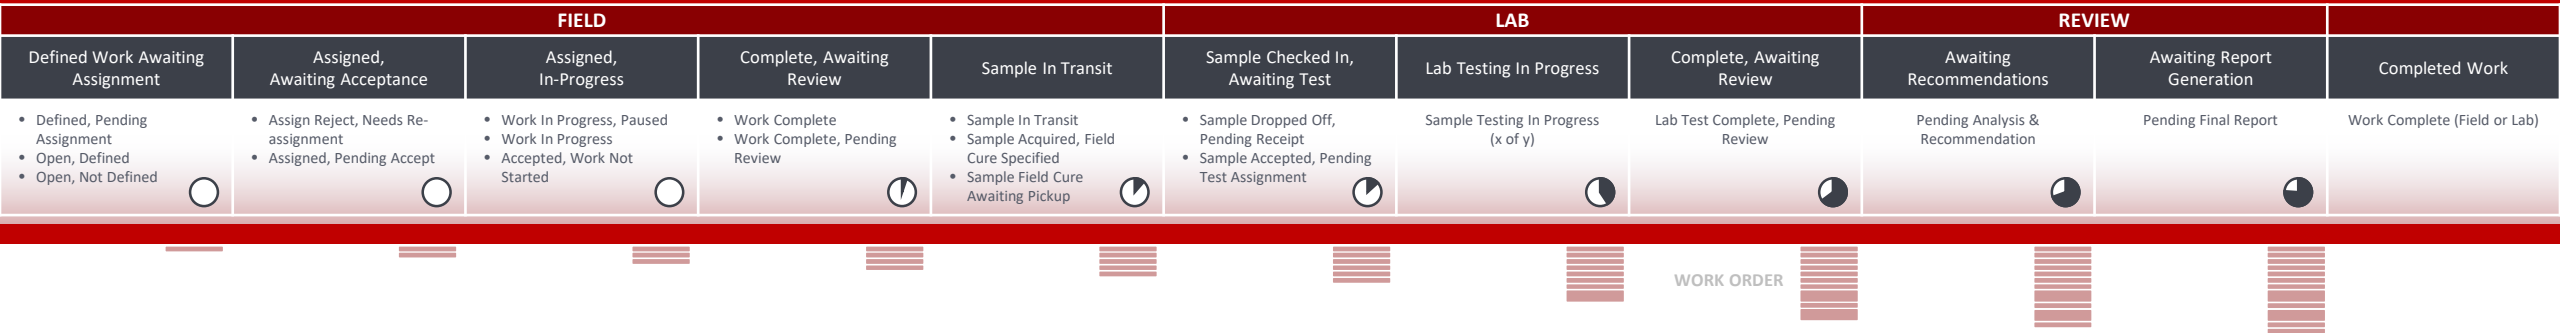 FIELD
LAB
REVIEW
Defined Work Awaiting
Assignment
Assigned,
Awaiting Acceptance
Assigned,
In-Progress
Complete, Awaiting
Review
Sample In Transit
Sample Checked In,
Awaiting Test
Lab Testing In Progress
Complete, Awaiting
Review
Awaiting
Recommendations
Awaiting Report
Generation
Completed Work
• Defined, Pending
Assignment
• Open, Defined
• Open, Not Defined
• Assign Reject, Needs Re-
assignment
• Assigned, Pending Accept
• Work In Progress, Paused
• Work In Progress
• Accepted, Work Not
Started
• Work Complete
• Work Complete, Pending
Review
• Sample In Transit
• Sample Acquired, Field
Cure Specified
• Sample Field Cure
Awaiting Pickup
• Sample Dropped Off,
Pending Receipt
• Sample Accepted, Pending
Test Assignment
Sample Testing In Progress
(x of y)
Lab Test Complete, Pending
Review
Pending Analysis &
Recommendation
Pending Final Report
Work Complete (Field or Lab)
WORK ORDER